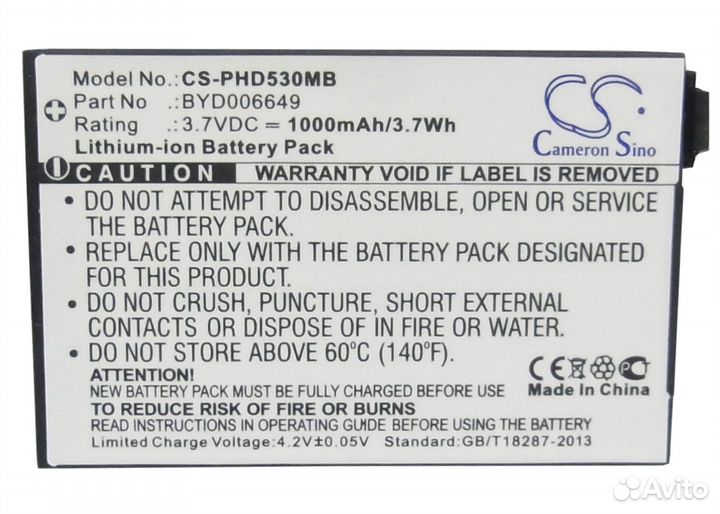 Model No.: CS-PHD530MB
Part No : BYD006649
Rating : 3.7VDC⎓1000mAh/3.7Wh
Lithium-ion Battery Pack
CS
Cameron Sino
WARRANTY VOID IF LABEL IS REMOVED
• DO NOT ATTEMPT TO DISASSEMBLE, OPEN OR SERVICE
THE BATTERY PACK.
• REPLACE ONLY WITH THE BATTERY PACK DESIGNATED
FOR THIS PRODUCT.
• DO NOT CRUSH, PUNCTURE, SHORT EXTERNAL
CONTACTS OR DISPOSE OF IN FIRE OR WATER.
• DO NOT STORE ABOVE 60°C (140°F).
ATTENTION!
NEW BATTERY PACK MUST BE FULLY CHARGED BEFORE USE
TO REDUCE RISK OF FIRE OR BURNS
READ INSTRUCTIONS IN OPERATING GUIDE BEFORE USING BATTERY.
Limited Charge Voltage:4.2V±0.05V Standard:GB/T18287-2013
CE
Made In China
Avito